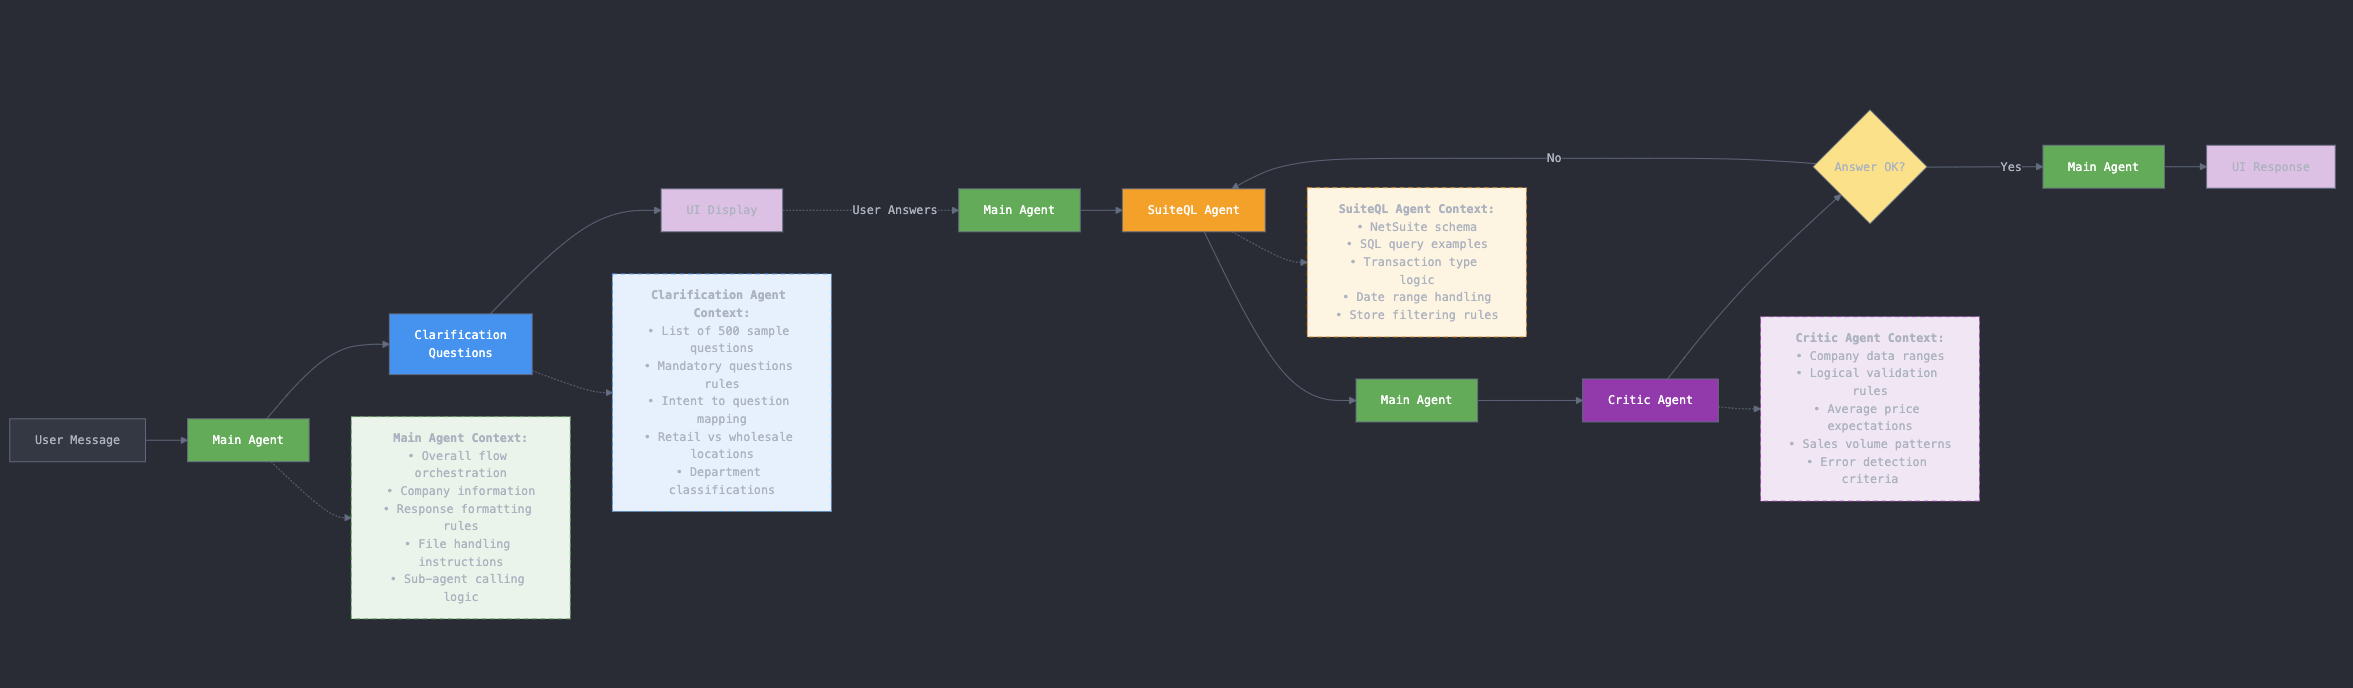 User Message
Main Agent
Main Agent Context:
• Overall flow
orchestration
• Company information
• Response formatting
rules
• File handling
instructions
• Sub-agent calling
logic
Clarification
Questions
Clarification Agent
Context:
• List of 500 sample
questions
• Mandatory questions
rules
• Intent to question
mapping
• Retail vs wholesale
locations
• Department
classifications
UI Display
User Answers
Main Agent
SuiteQL Agent
SuiteQL Agent Context:
• NetSuite schema
• SQL query examples
• Transaction type
logic
• Date range handling
• Store filtering rules
Main Agent
Critic Agent
Critic Agent Context:
• Company data ranges
• Logical validation
rules
• Average price
expectations
• Sales volume patterns
• Error detection
criteria
Answer OK?
No
Yes
Main Agent
UI Response